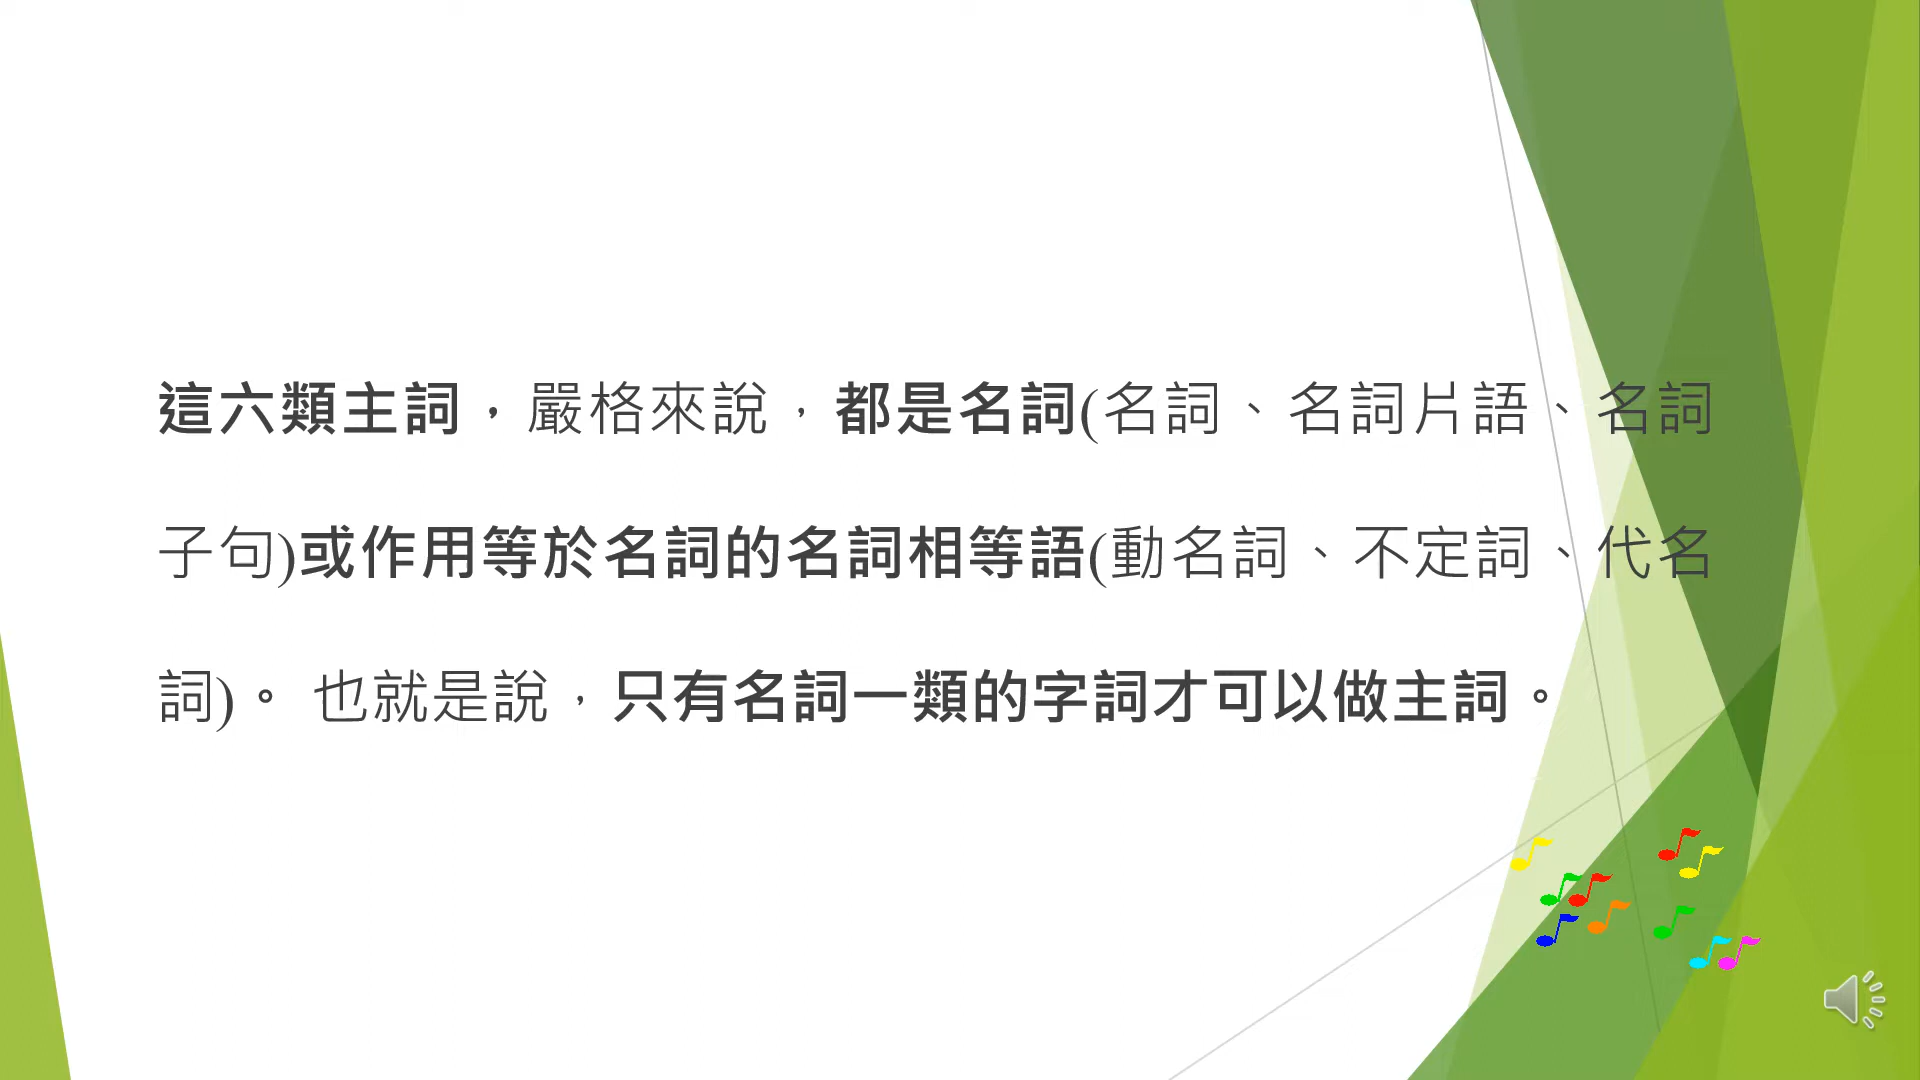 這六類主詞，嚴格來說，都是名詞(名詞、名詞片語、名詞
子句)或作用等於名詞的名詞相等語(動名詞、不定詞、代名
詞)。 也就是說，只有名詞一類的字詞才可以做主詞。